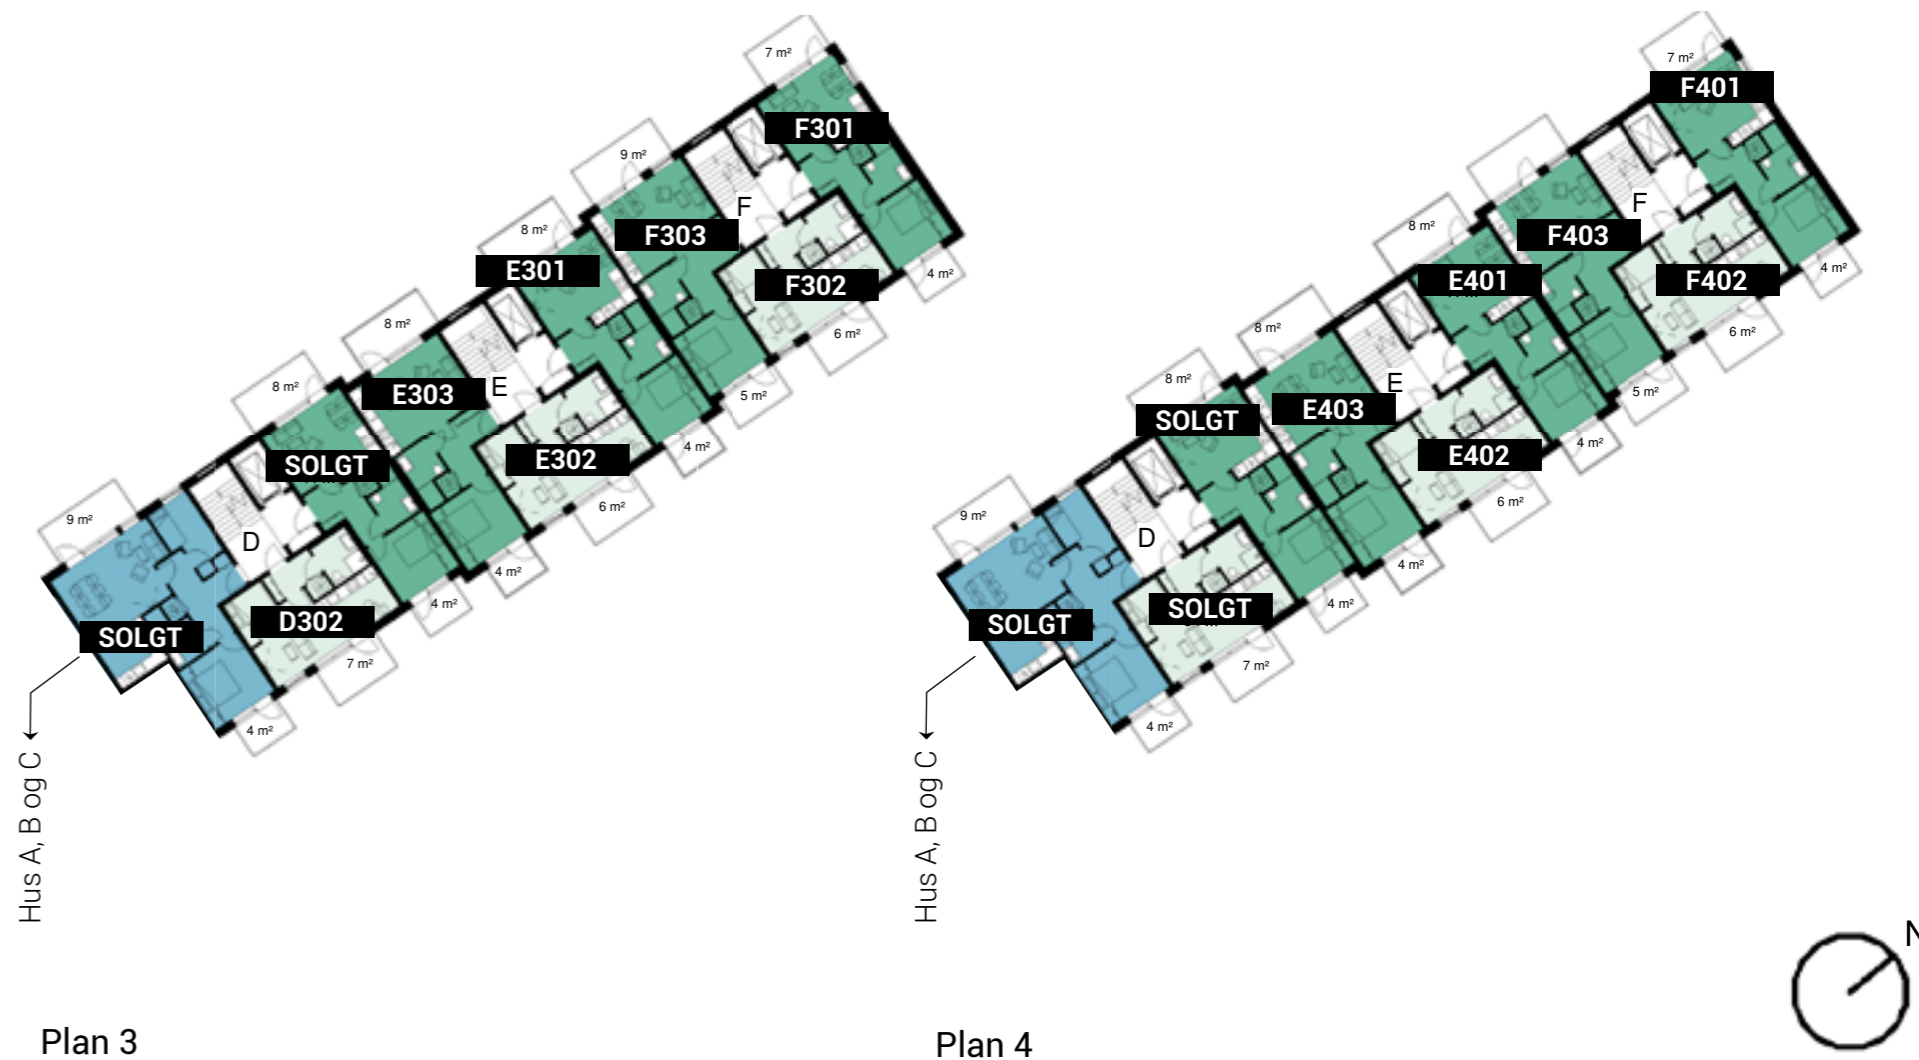 7 m²
F301
9 m²
F
F303
8 m²
E301
F302
4 m²
6 m²
8 m²
E303
E
5 m²
8 m²
E302
4 m²
SOLGT
6 m²
9 m²
D
4 m²
D302
4 m²
SOLGT
7 m²
4 m²
Hus A, B og C
Plan 3
7 m²
F401
F
F403
8 m²
E401
F402
4 m²
8 m²
6 m²
E
E403
5 m²
8 m²
SOLGT
E402
4 m²
6 m²
9 m²
D
4 m²
SOLGT
SOLGT
4 m²
7 m²
4 m²
Hus A, B og C
Plan 4
N